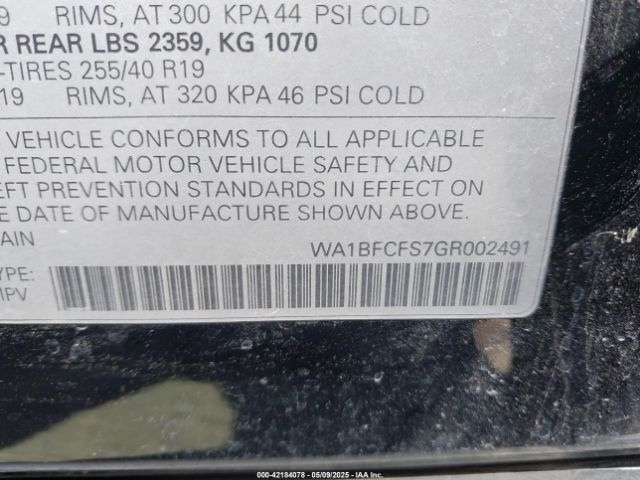 9 RIMS, AT 300 KPA 44 PSI COLD
R REAR LBS 2359, KG 1070
-TIRES 255/40 R19
19 RIMS, AT 320 KPA 46 PSI COLD
VEHICLE CONFORMS TO ALL APPLICABLE
FEDERAL MOTOR VEHICLE SAFETY AND
EFT PREVENTION STANDARDS IN EFFECT ON
E DATE OF MANUFACTURE SHOWN ABOVE.
AIN WA1BFCFS7GR002491
YPE:
MPV
000-42184078 - 05/09/2025 - IAA Inc.